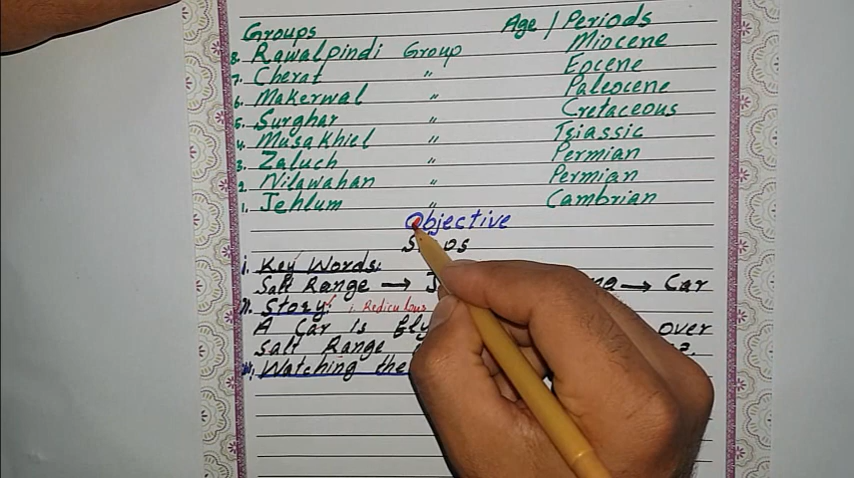 Groups Age / Periods
8. Rawalpindi Group Miocene
7. Cherat " Eocene
6. Makerwal " Paleocene
5. Surghar " Cretaceous
4. Musakhiel " Tsiassic
3. Zaluch " Permian
2. Nilawahan " Permian
1. Jehlum " Cambrian
Objective
i. Key Words:
Salt Range → → Car
II. Story: i. Rediculous
A Car is fly over
Salt Range
III. Watching the